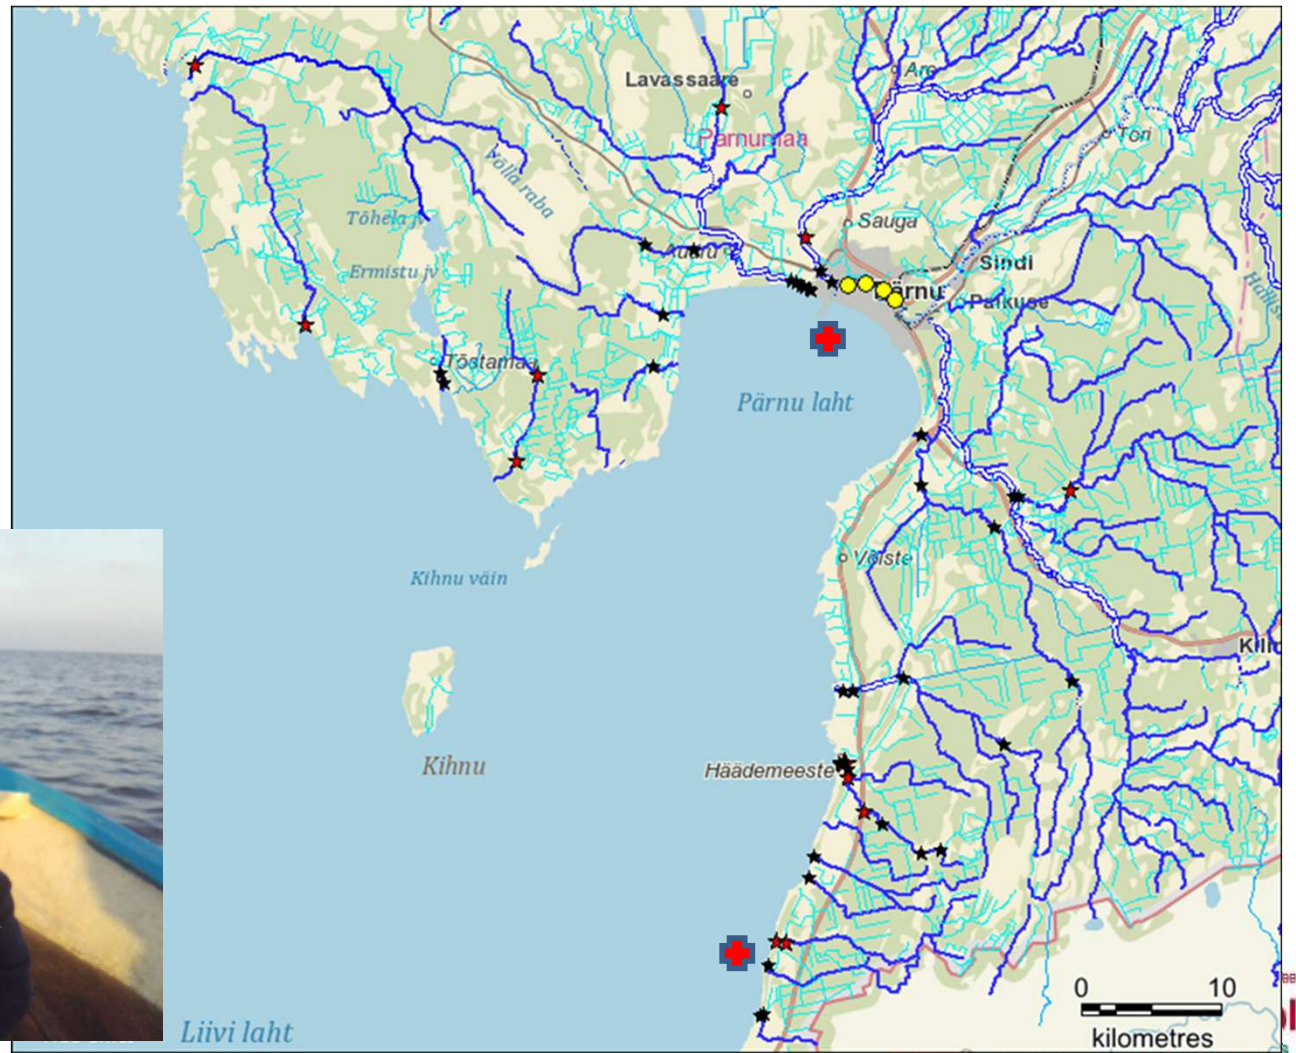 Lavassaare
Are
Pärnumaa
Tori
Võlla raba
Tõhela jv
Sauga
Audru
Sindi
Ermistu jv
Pärnu
Paikuse
Tõstamaa
Pärnu laht
Võiste
Kihnu väin
Kihnu
Häädemeeste
0 10
kilometres
Liivi laht